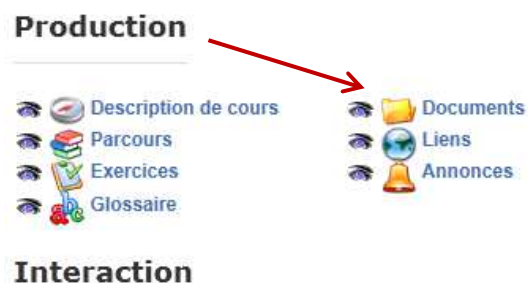 Production
Description de cours
Documents
Parcours
Liens
Exercices
Annonces
Glossaire
Interaction